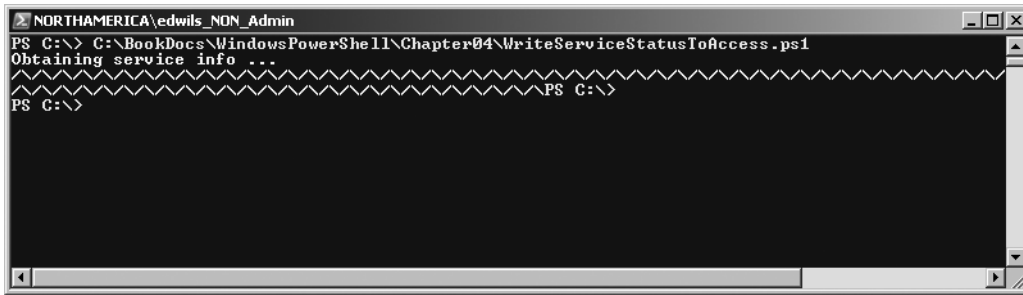 NORTHAMERICA\edwils_NON_Admin
PS C:\> C:\BookDocs\WindowsPowerShell\Chapter04\WriteServiceStatusToAccess.ps1
Obtaining service info ...
/\/\/\/\/\/\/\/\/\/\/\/\/\/\/\/\/\/\/\/\/\/\/\/\/\/\/\/\/\/\/\/\/\/\/\/\/\/\/\/
/\/\/\/\/\/\/\/\/\/\/\/\/\/\/\/\/\/\/\/\/\PS C:\>
PS C:\>